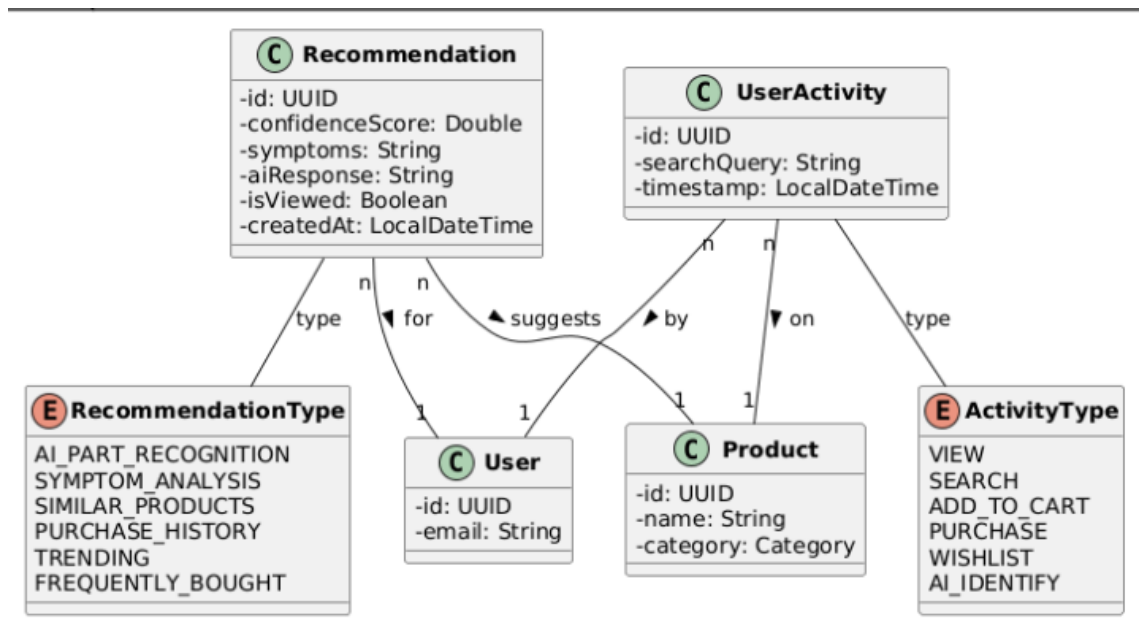 C Recommendation
-id: UUID
-confidenceScore: Double
-symptoms: String
-aiResponse: String
-isViewed: Boolean
-createdAt: LocalDateTime
C UserActivity
-id: UUID
-searchQuery: String
-timestamp: LocalDateTime
type
n
for
1
n
suggests
1
n
by
1
n
on
1
type
E RecommendationType
AI_PART_RECOGNITION
SYMPTOM_ANALYSIS
SIMILAR_PRODUCTS
PURCHASE_HISTORY
TRENDING
FREQUENTLY_BOUGHT
C User
-id: UUID
-email: String
C Product
-id: UUID
-name: String
-category: Category
E ActivityType
VIEW
SEARCH
ADD_TO_CART
PURCHASE
WISHLIST
AI_IDENTIFY